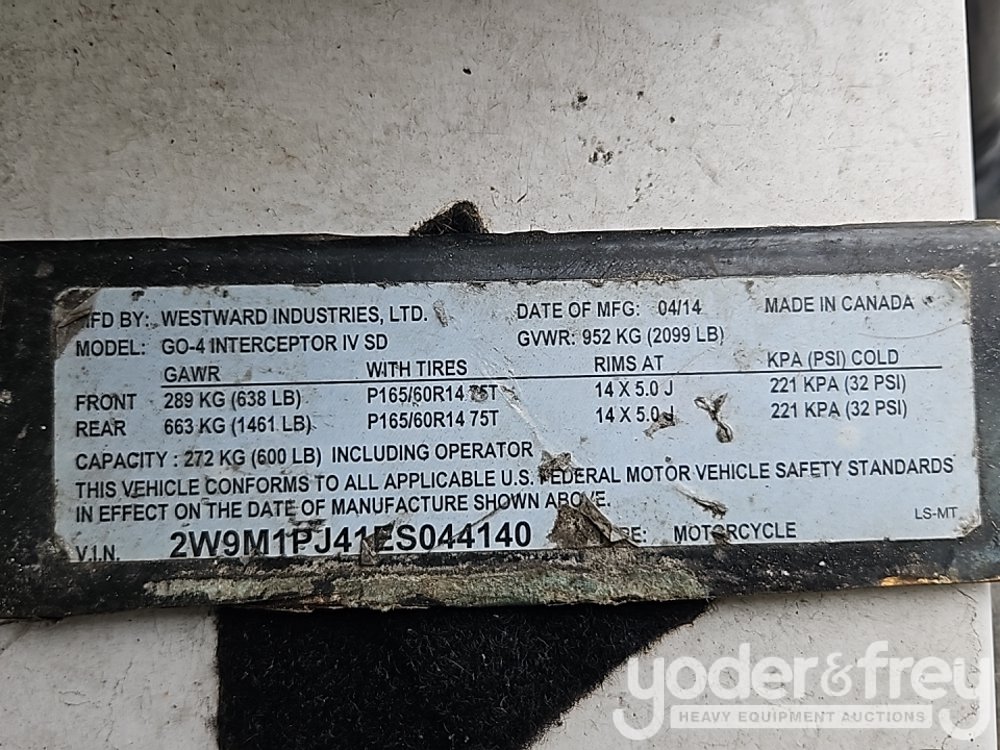 MFD BY: WESTWARD INDUSTRIES, LTD. DATE OF MFG: 04/14 MADE IN CANADA
MODEL: GO-4 INTERCEPTOR IV SD GVWR: 952 KG (2099 LB)
GAWR WITH TIRES RIMS AT KPA (PSI) COLD
FRONT 289 KG (638 LB) P165/60R14 75T 14 X 5.0 J 221 KPA (32 PSI)
REAR 663 KG (1461 LB) P165/60R14 75T 14 X 5.0 J 221 KPA (32 PSI)
CAPACITY : 272 KG (600 LB) INCLUDING OPERATOR
THIS VEHICLE CONFORMS TO ALL APPLICABLE U.S. FEDERAL MOTOR VEHICLE SAFETY STANDARDS
IN EFFECT ON THE DATE OF MANUFACTURE SHOWN ABOVE.
LS-MT
V.I.N. 2W9M1PJ41ES044140 TYPE: MOTORCYCLE
yoder&frey
HEAVY EQUIPMENT AUCTIONS